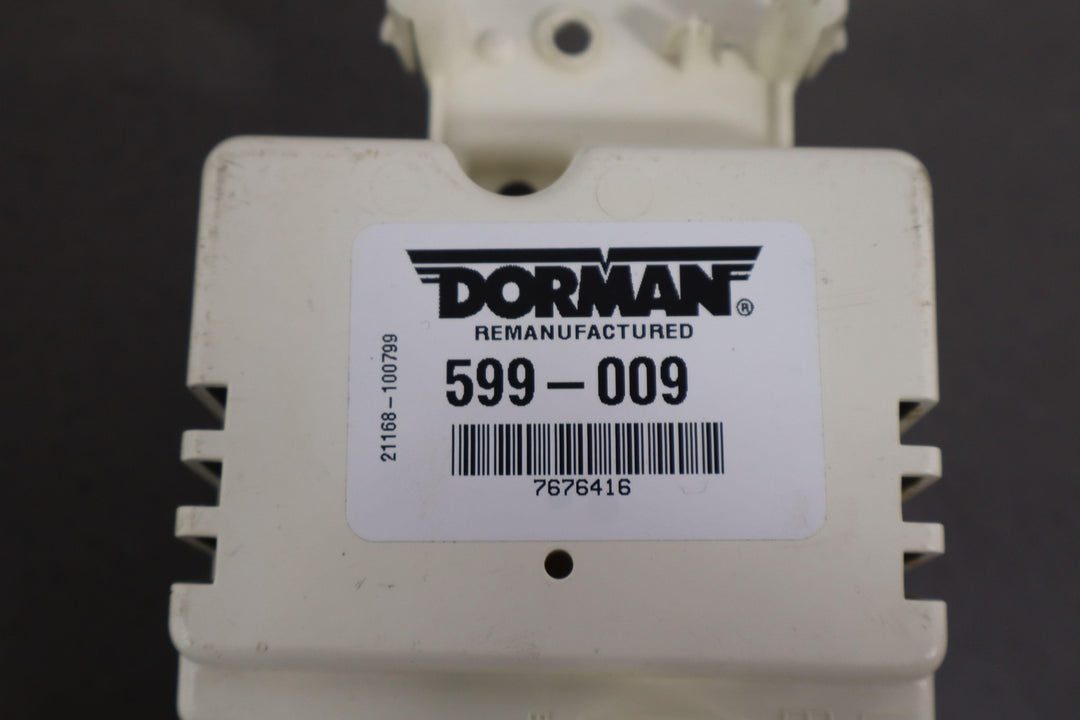 DORMAN®
REMANUFACTURED
599-009
7676416
21168-100799